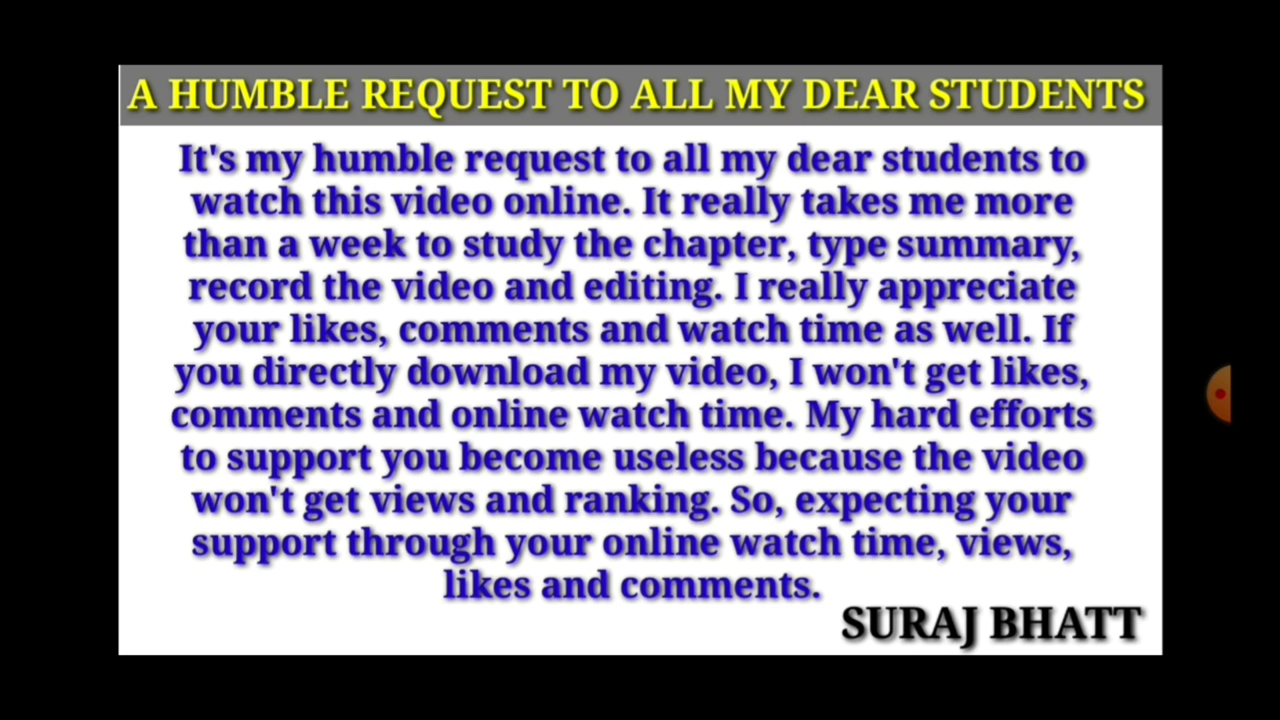 A HUMBLE REQUEST TO ALL MY DEAR STUDENTS
It's my humble request to all my dear students to
watch this video online. It really takes me more
than a week to study the chapter, type summary,
record the video and editing. I really appreciate
your likes, comments and watch time as well. If
you directly download my video, I won't get likes,
comments and online watch time. My hard efforts
to support you become useless because the video
won't get views and ranking. So, expecting your
support through your online watch time, views,
likes and comments.
SURAJ BHATT